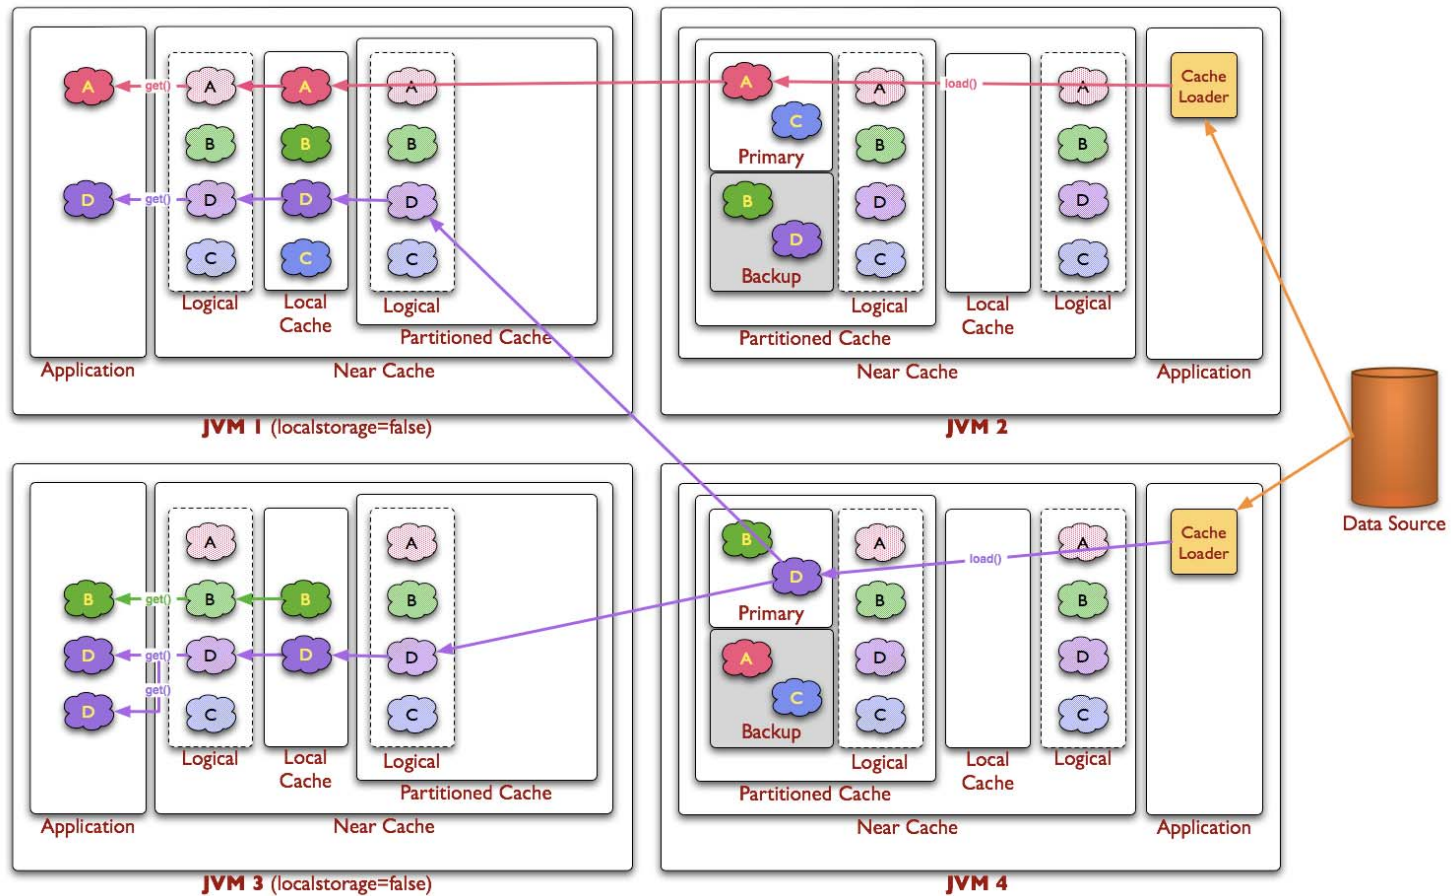 A get() A A A A load() A A Cache
Loader
B B B C B B
Primary
D get() D D D B D D
D
C C C Backup C C
Logical Local
Cache Logical Logical Local
Cache Logical
Partitioned Cache Partitioned Cache
Application Near Cache Near Cache Application
JVM 1 (localstorage=false) JVM 2
Data Source
A A B A A Cache
Loader
load()
B get() B B B D B B
Primary
D get() D D D A D D
get()
D C C C C C
Backup
Logical Local
Cache Logical Logical Local
Cache Logical
Partitioned Cache Partitioned Cache
Application Near Cache Near Cache Application
JVM 3 (localstorage=false) JVM 4